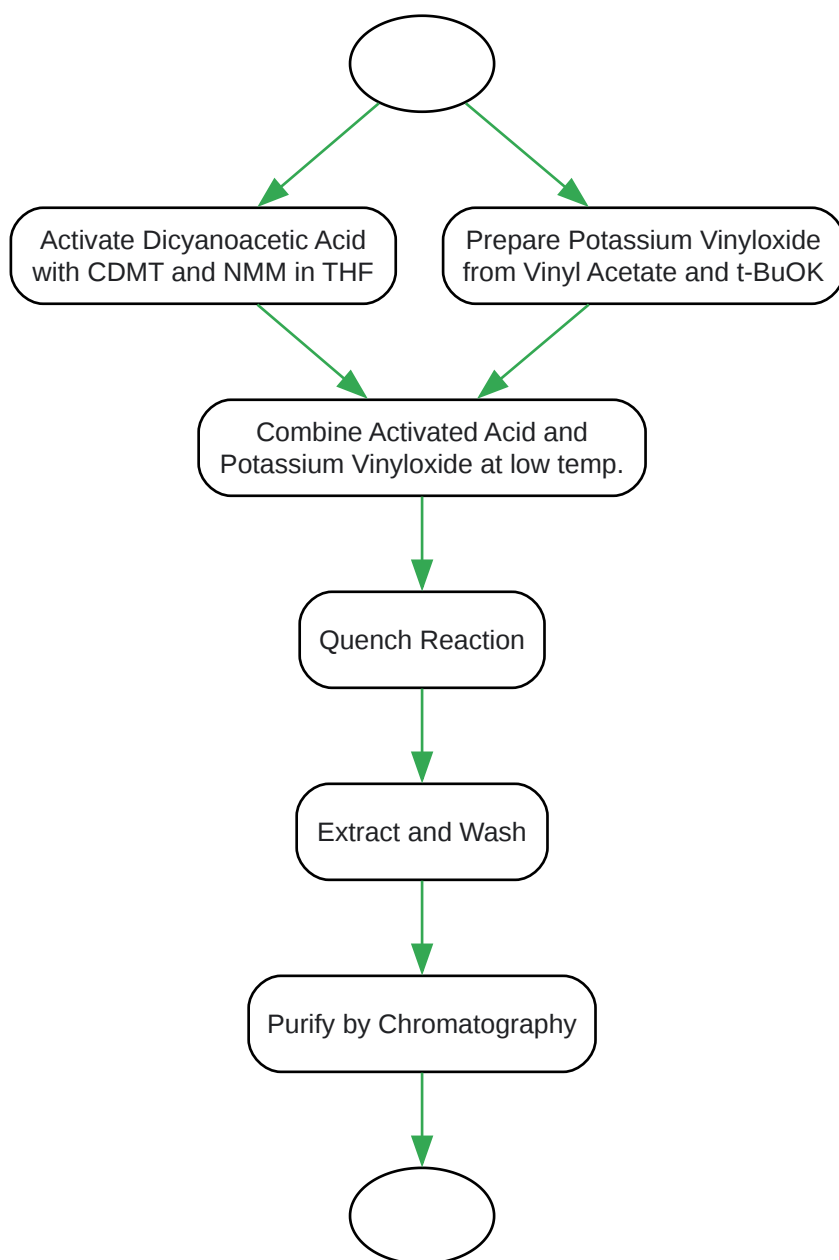 Activate Dicyanoacetic Acid
with CDMT and NMM in THF
Prepare Potassium Vinyloxide
from Vinyl Acetate and t-BuOK
Combine Activated Acid and
Potassium Vinyloxide at low temp.
Quench Reaction
Extract and Wash
Purify by Chromatography